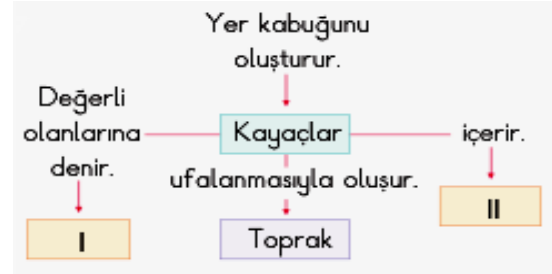 Yer kabuğunu
oluşturur.
Değerli
olanlarına
denir.
Kayaçlar
içerir.
ufalanmasıyla oluşur.
I
Toprak
II